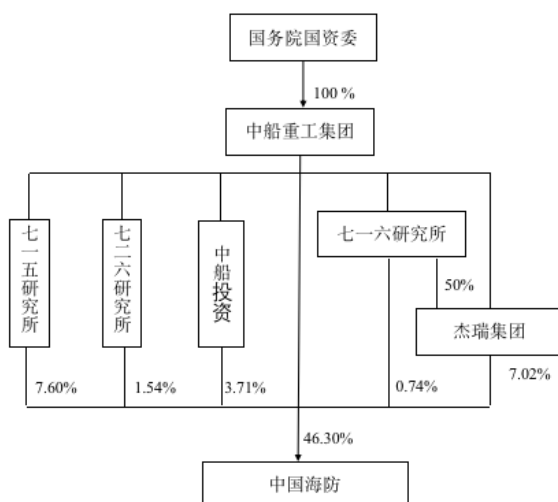 国务院国资委
100 %
中船重工集团
七一五研究所
七二六研究所
中船投资
七一六研究所
50%
杰瑞集团
7.60%
1.54%
3.71%
0.74%
7.02%
46.30%
中国海防